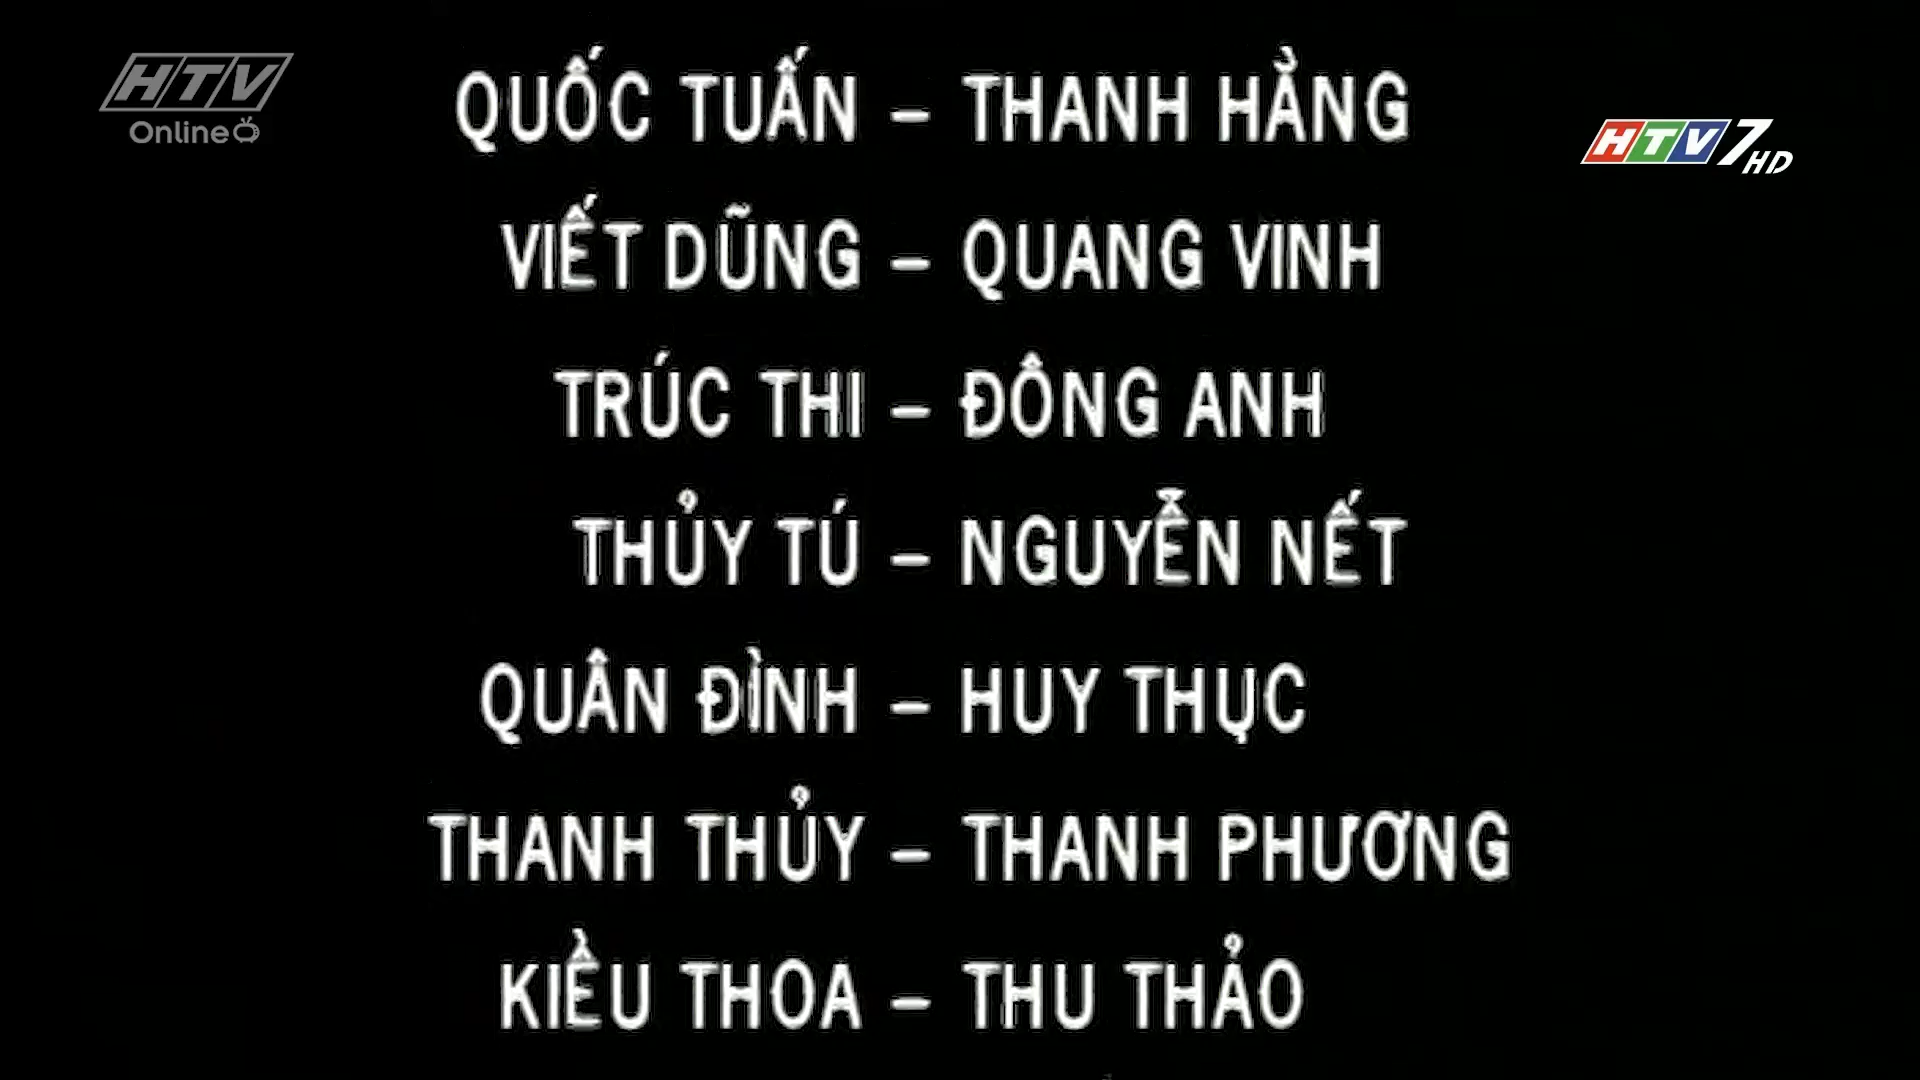 HTV
Online
HTV7
HD
QUỐC TUẤN – THANH HẰNG
VIẾT DŨNG – QUANG VINH
TRÚC THI – ĐÔNG ANH
THỦY TÚ – NGUYỄN NẾT
QUÂN ĐÌNH – HUY THỤC
THANH THỦY – THANH PHƯƠNG
KIỀU THOA – THU THẢO